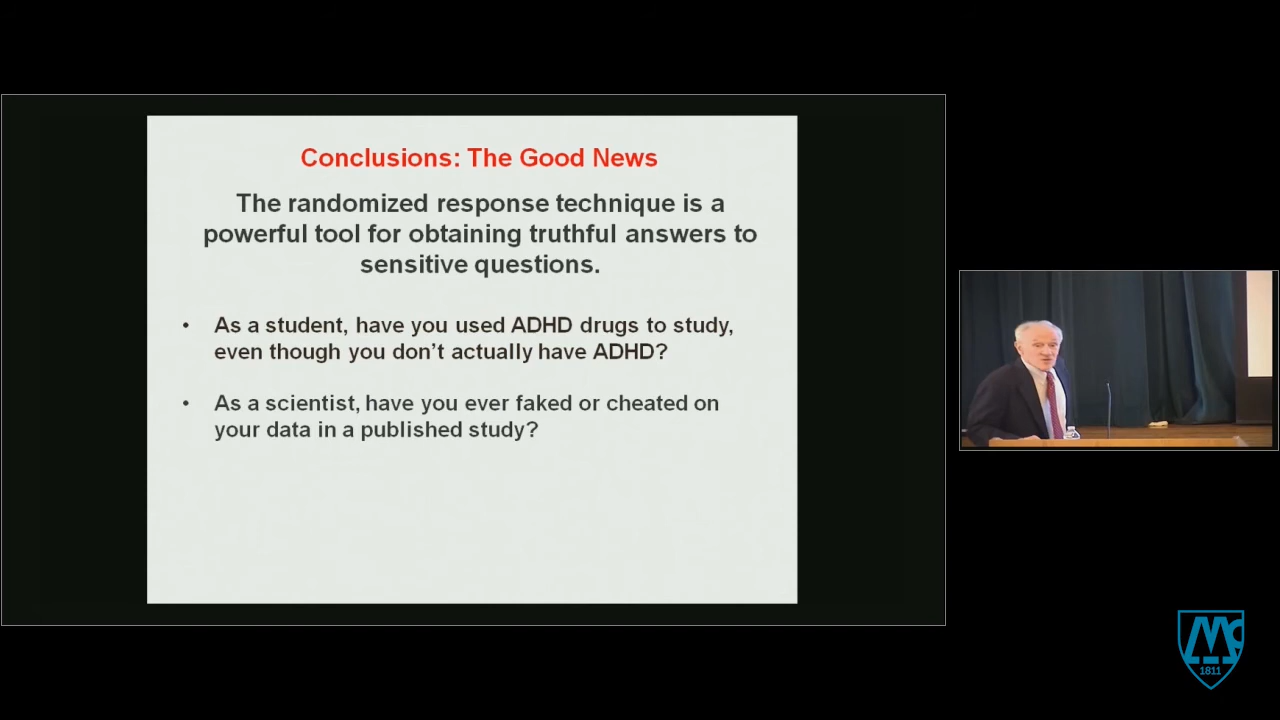 Conclusions: The Good News
The randomized response technique is a
powerful tool for obtaining truthful answers to
sensitive questions.
• As a student, have you used ADHD drugs to study,
even though you don’t actually have ADHD?
• As a scientist, have you ever faked or cheated on
your data in a published study?
Mc
1811